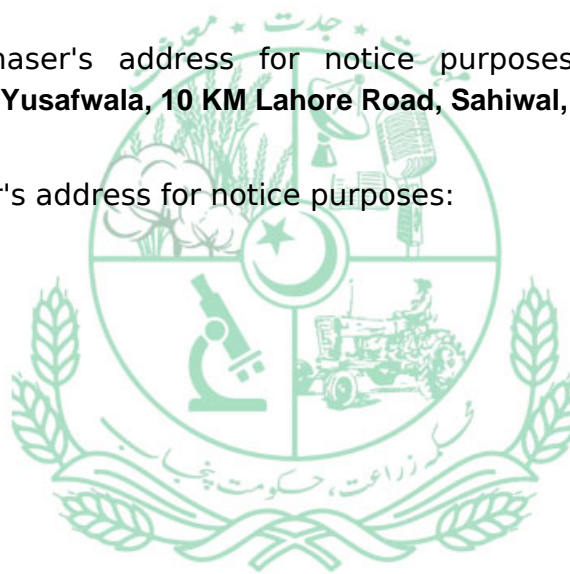 مہارت ٭ جدت ٭
haser's address for notice purposes
Yusafwala, 10 KM Lahore Road, Sahiwal,
r's address for notice purposes:
محکمہ زراعت، حکومت پنجاب